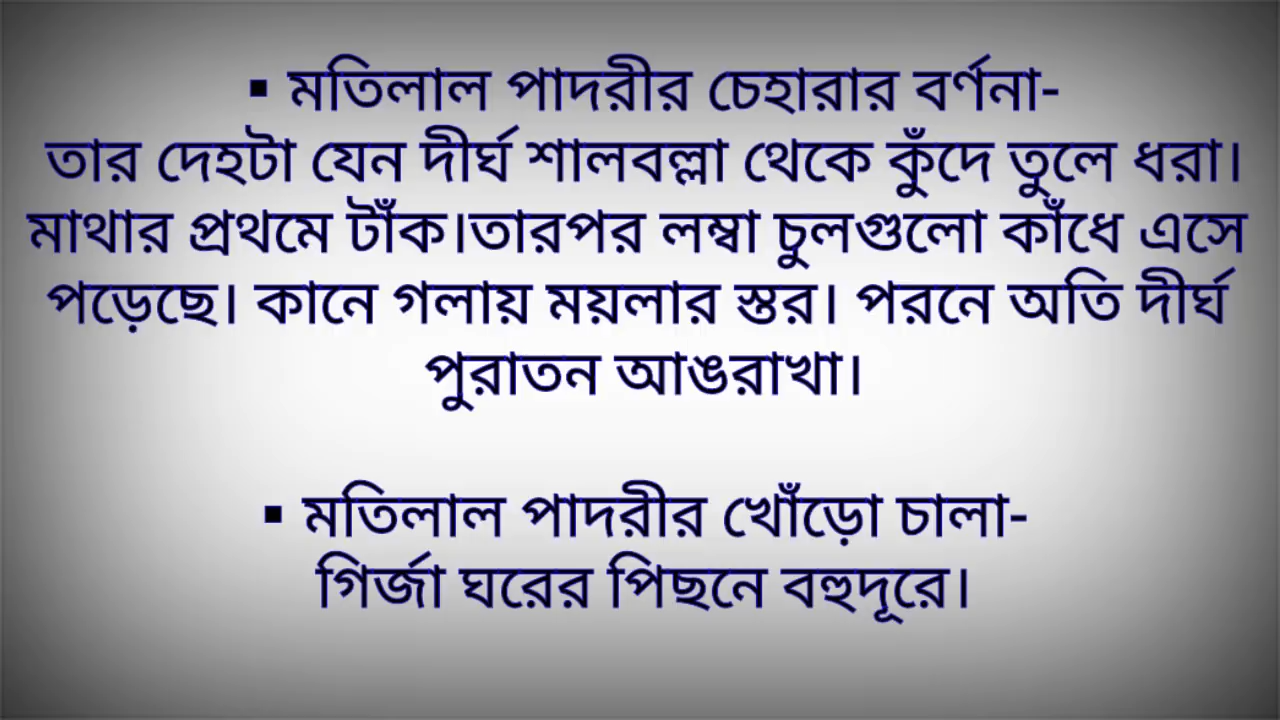 ▪ মতিলাল পাদরীর চেহারার বর্ণনা-
তার দেহটা যেন দীর্ঘ শালবল্লা থেকে কুঁদে তুলে ধরা।
মাথার প্রথমে টাঁক।তারপর লম্বা চুলগুলো কাঁধে এসে
পড়েছে। কানে গলায় ময়লার স্তর। পরনে অতি দীর্ঘ
পুরাতন আঙরাখা।
▪ মতিলাল পাদরীর খোঁড়ো চালা-
গির্জা ঘরের পিছনে বহুদূরে।